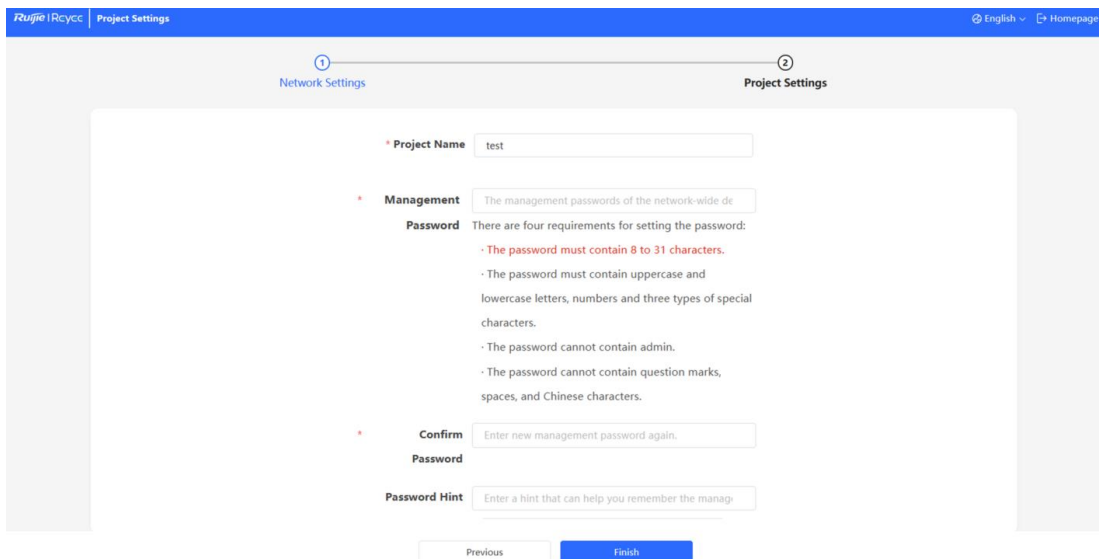 Ruijie | Rcycc | Project Settings
English
Homepage
1
2
Network Settings
Project Settings
* Project Name
test
* Management
Password
The management passwords of the network-wide de
There are four requirements for setting the password:
· The password must contain 8 to 31 characters.
· The password must contain uppercase and
lowercase letters, numbers and three types of special
characters.
· The password cannot contain admin.
· The password cannot contain question marks,
spaces, and Chinese characters.
* Confirm
Password
Enter new management password again.
Password Hint
Enter a hint that can help you remember the manag
Previous
Finish